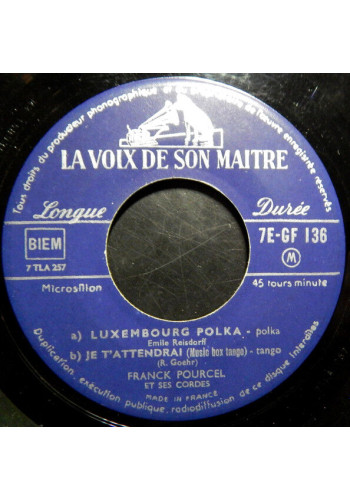 Tous droits du producteur phonographique et du propriétaire de l'œuvre enregistrée réservés
LA VOIX DE SON MAITRE
Longue Durée
BIEM
7 TLA 257
7E-GF 136
M
Microsillon
45 tours minute
a) LUXEMBOURG POLKA - polka
Emile Reisdorff
b) JE T'ATTENDRAI (Music box tango) - tango
(R. Goehr)
FRANCK POURCEL
ET SES CORDES
MADE IN FRANCE
Duplication, exécution publique, radiodiffusion de ce disque interdites